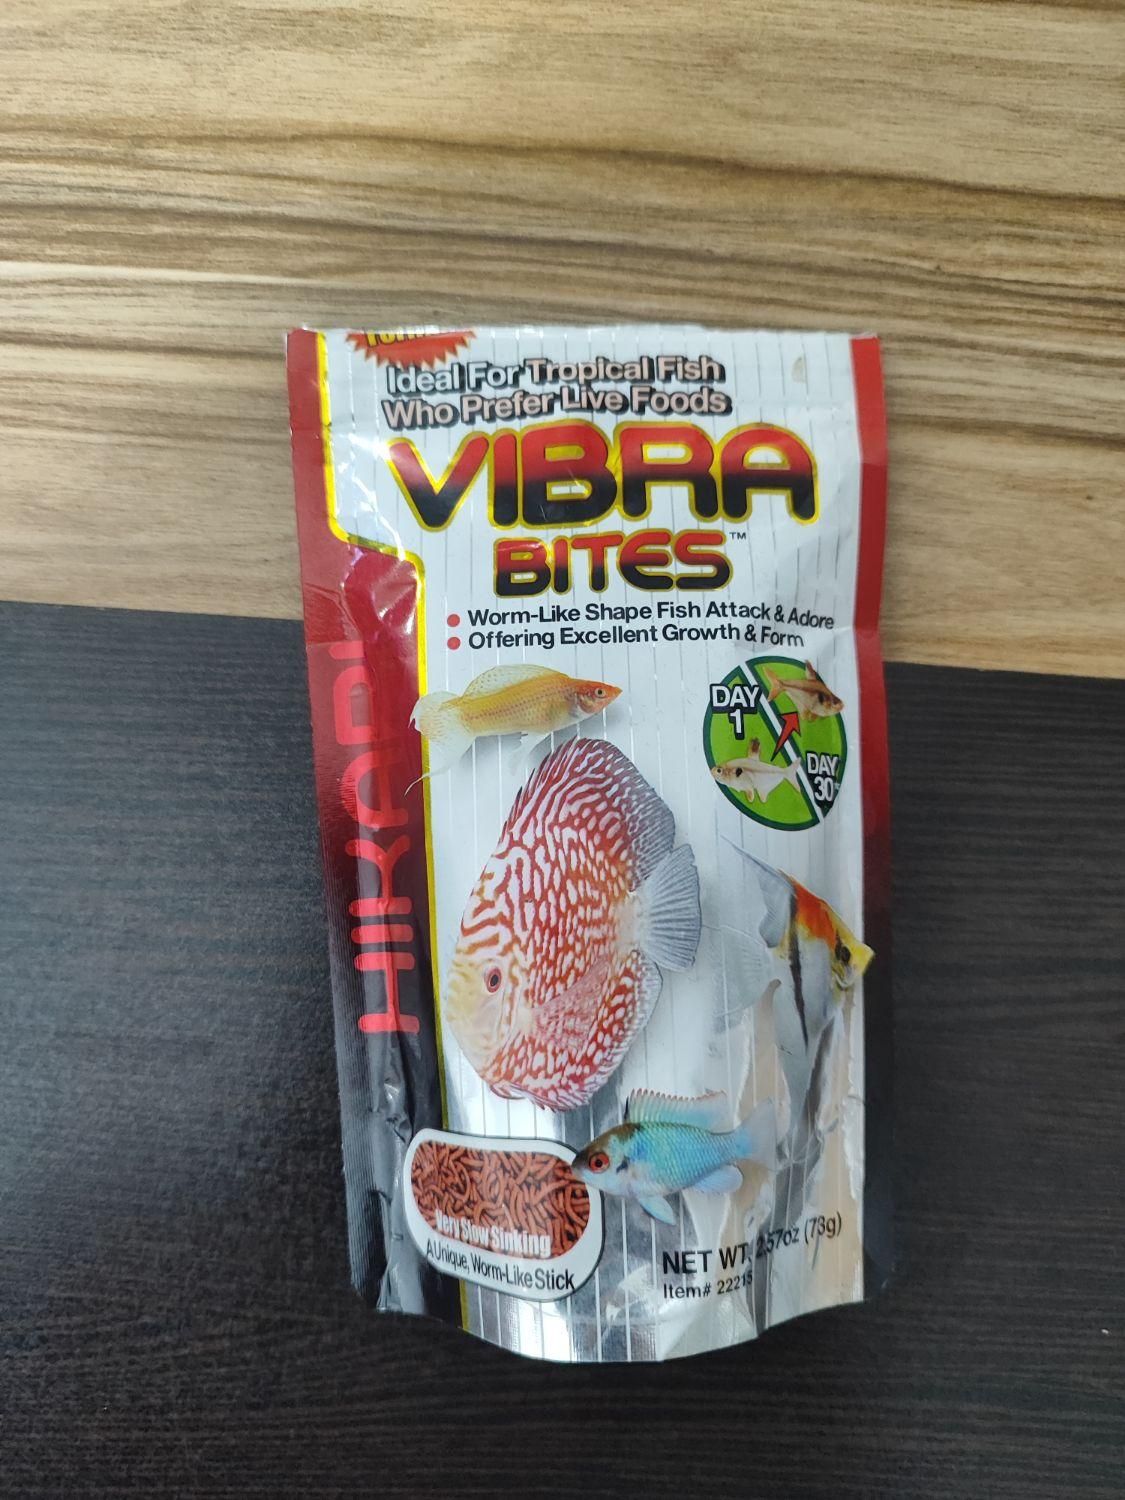 Ideal For Tropical Fish
Who Prefer Live Foods
VIBRA
BITES™
Worm-Like Shape Fish Attack & Adore
Offering Excellent Growth & Form
HIKARI
DAY
1
DAY
30
Very Slow Sinking
A Unique, Worm-Like Stick
NET WT. 2.57oz (73g)
Item#